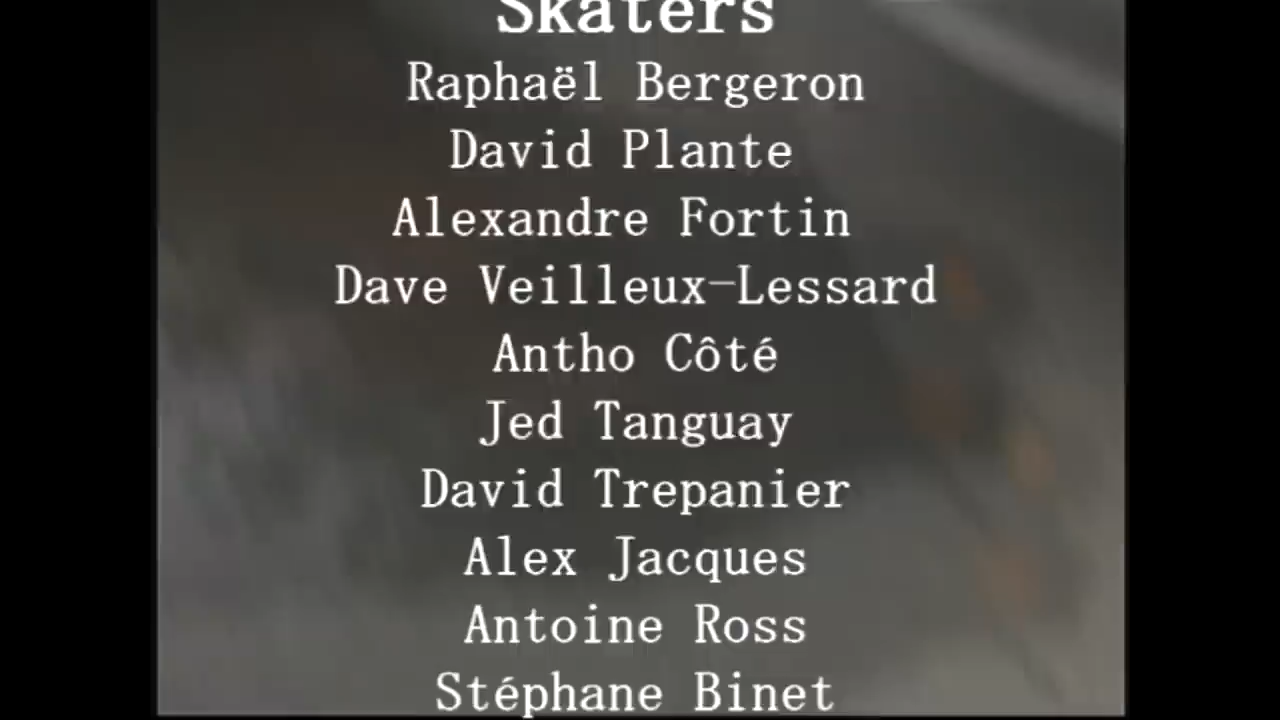 Skaters
Raphaël Bergeron
David Plante
Alexandre Fortin
Dave Veilleux-Lessard
Antho Côté
Jed Tanguay
David Trepanier
Alex Jacques
Antoine Ross
Stéphane Binet